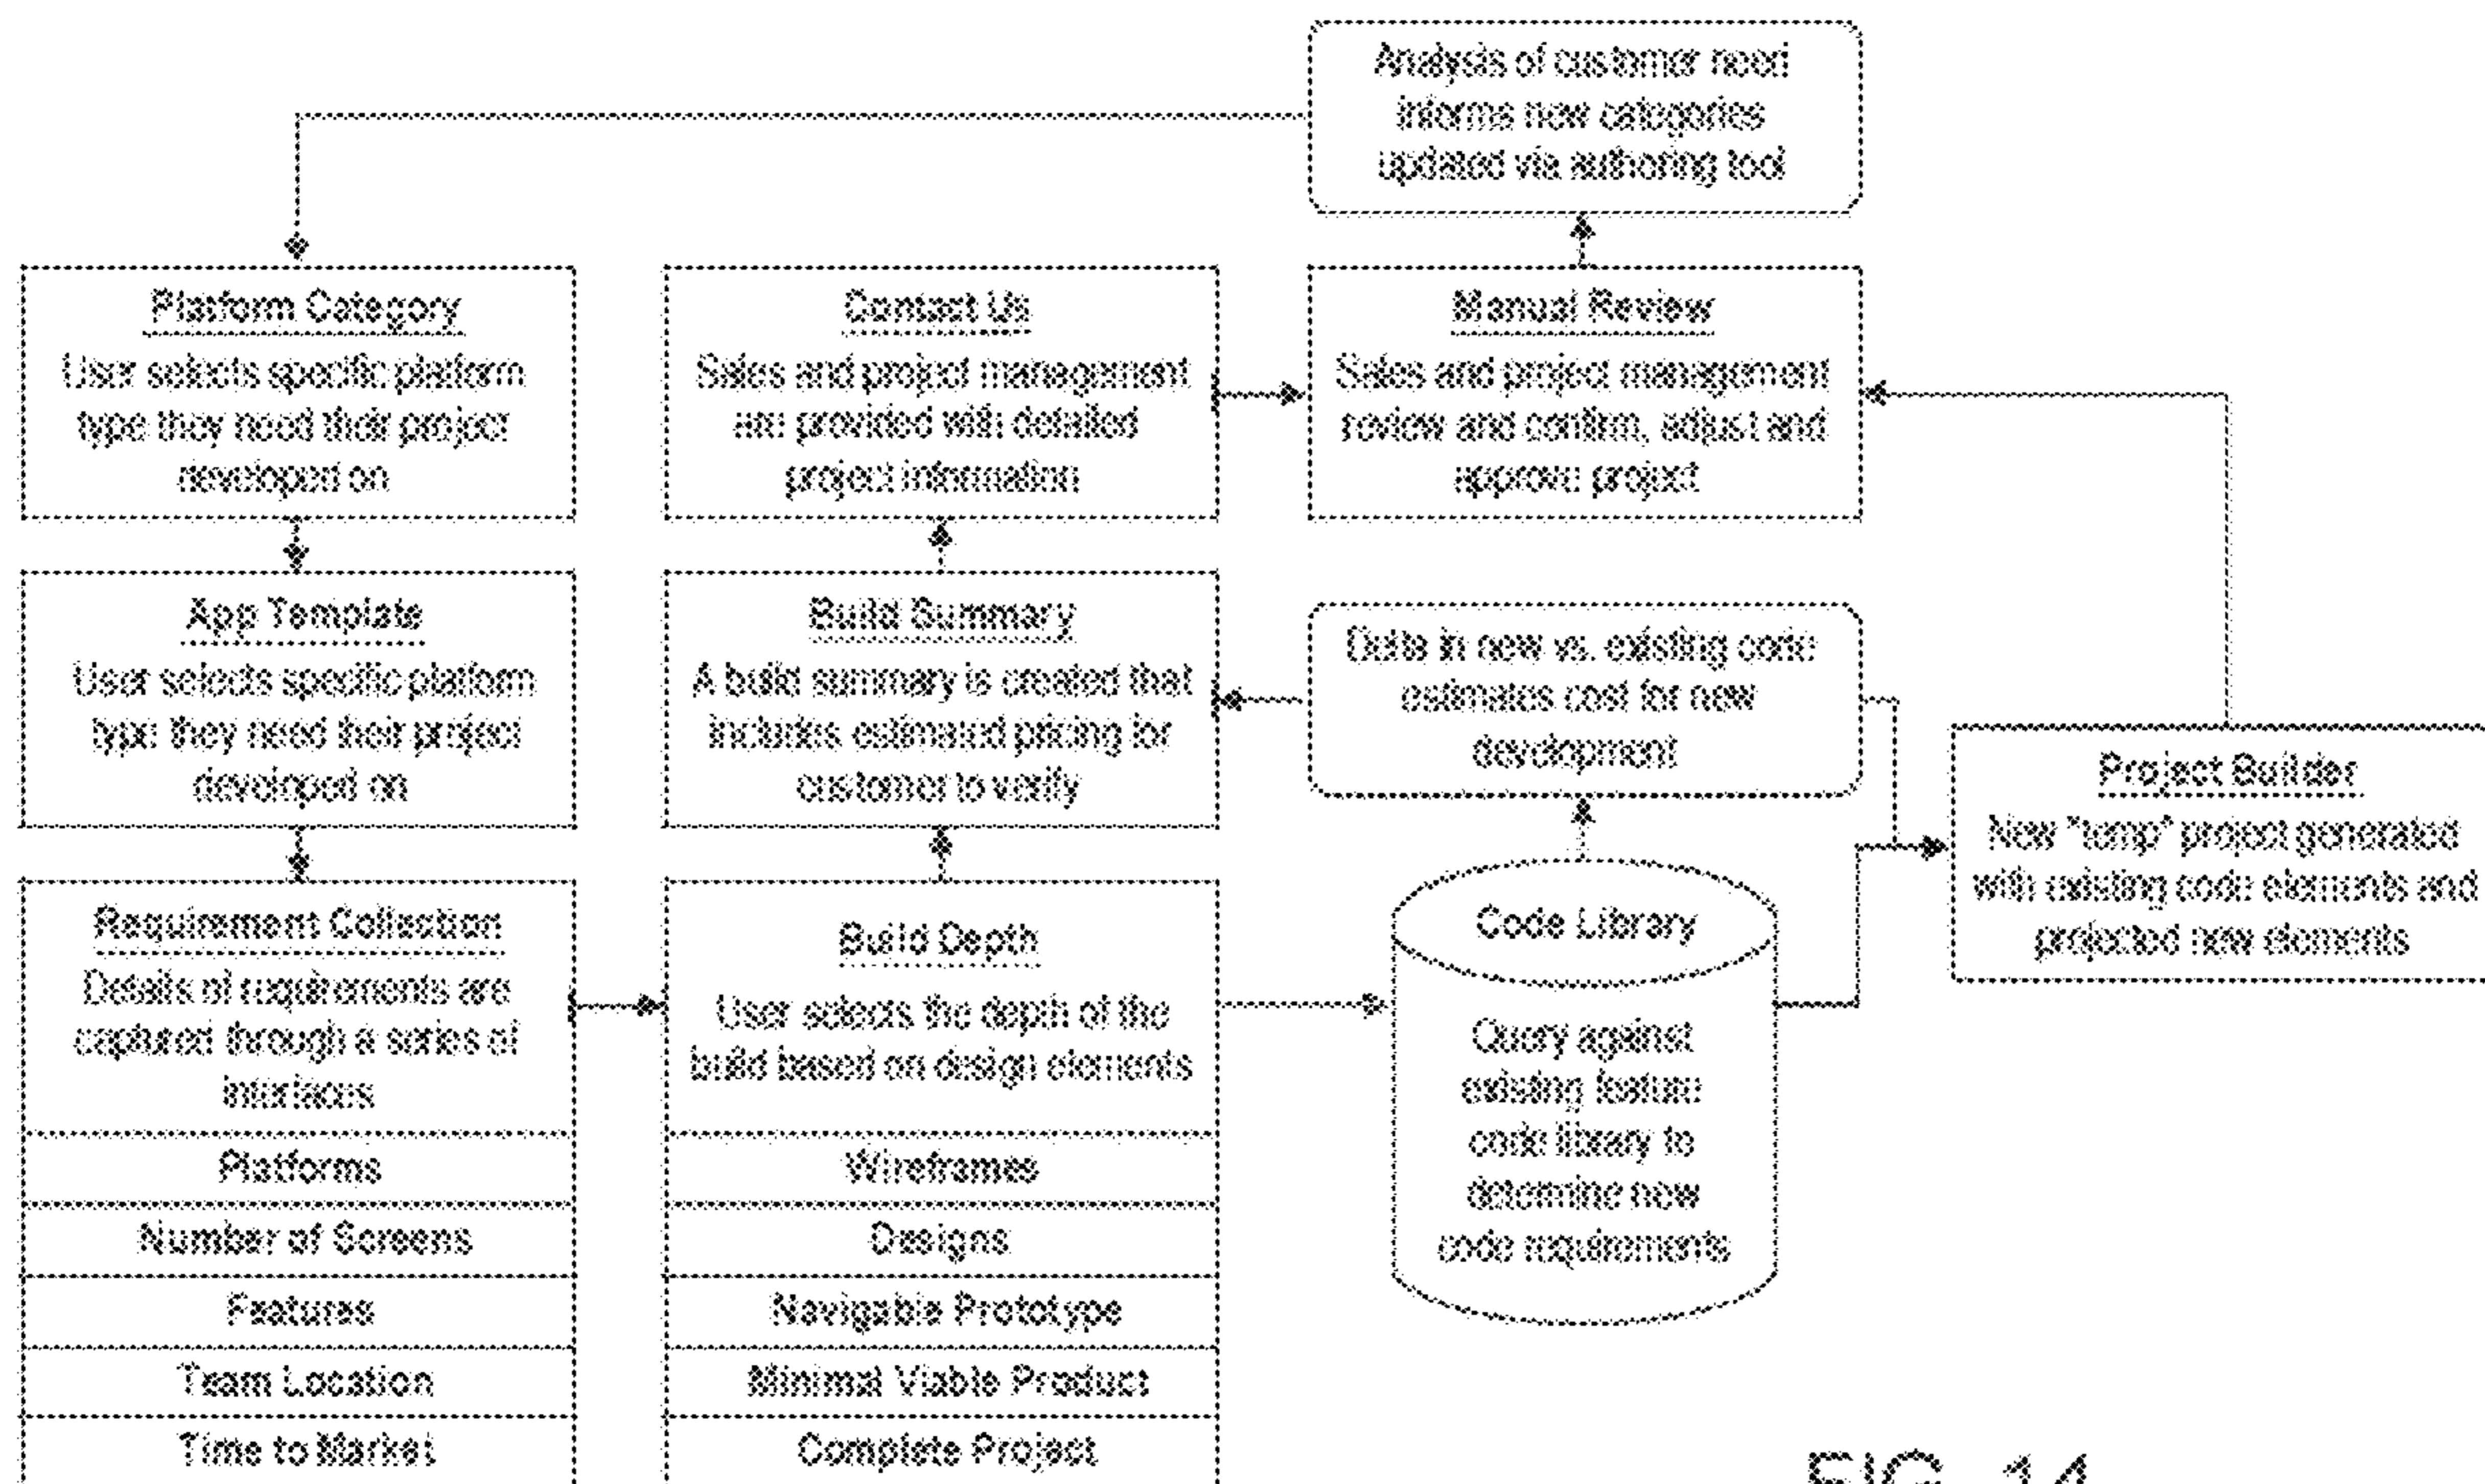 Analysis of customer need
informs new categories
updated via authoring tool
Platform Category
User selects specific platform
type they need their project
developed on
Contact Us
Sales and project management
are provided with detailed
project information
Manual Review
Sales and project management
review and confirm, adjust and
approve project
App Template
User selects specific platform
type they need their project
developed on
Build Summary
A build summary is created that
includes estimated pricing for
customer to verify
Delta in new vs. existing code
estimates cost for new
development
Project Builder
New "temp" project generated
with existing code elements and
projected new elements
Requirement Collection
Details of requirements are
captured through a series of
interfaces
Platforms
Number of Screens
Features
Team Location
Time to Market
Build Depth
User selects the depth of the
build based on design elements
Wireframes
Designs
Navigable Prototype
Minimal Viable Product
Complete Project
Code Library
Query against
existing feature
code library to
determine new
code requirements
FIG. 14